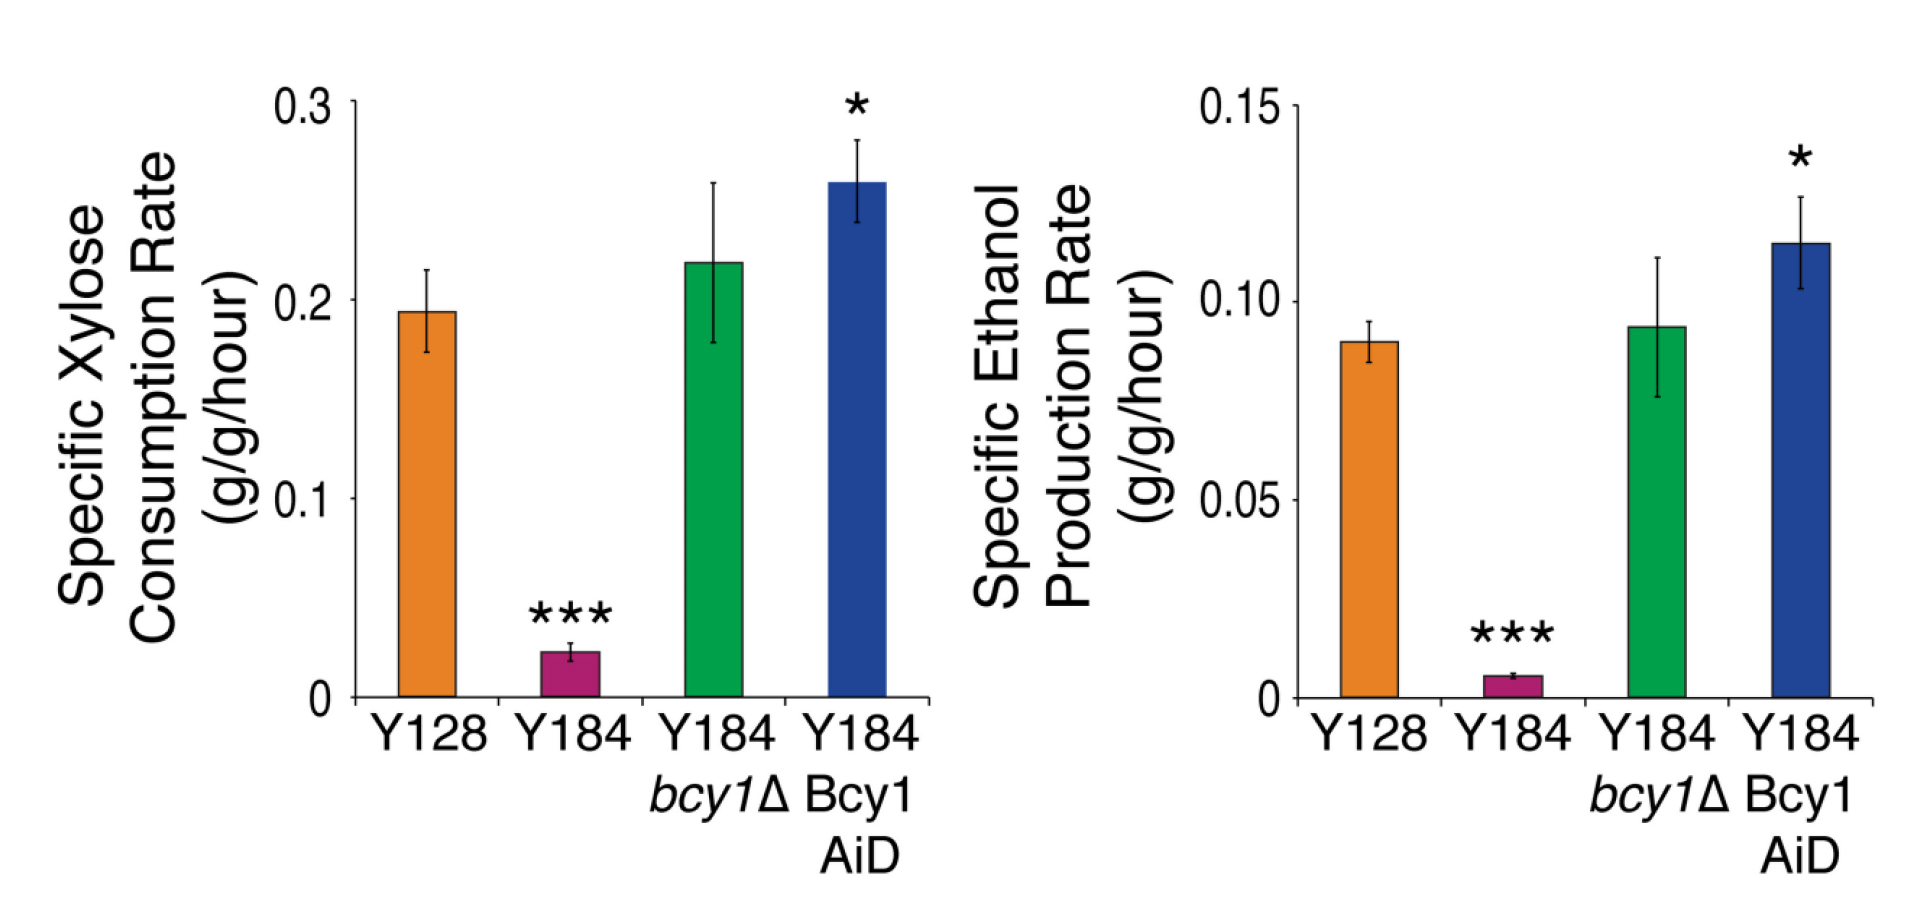 Specific Xylose
Consumption Rate
(g/g/hour)
0.3
0.2
0.1
0
*
***
Y128 Y184 Y184 Y184
bcy1Δ Bcy1
AiD
Specific Ethanol
Production Rate
(g/g/hour)
0.15
0.10
0.05
0
*
***
Y128 Y184 Y184 Y184
bcy1Δ Bcy1
AiD